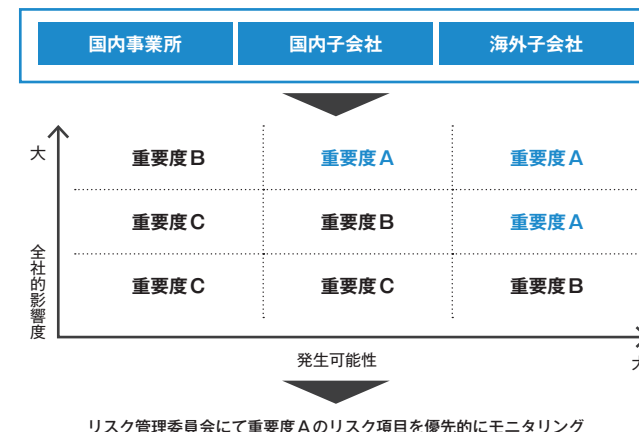 国内事業所
国内子会社
海外子会社
大
重要度B
重要度A
重要度A
重要度C
重要度B
重要度A
全社的影響度
重要度C
重要度C
重要度B
発生可能性
大
リスク管理委員会にて重要度Aのリスク項目を優先的にモニタリング